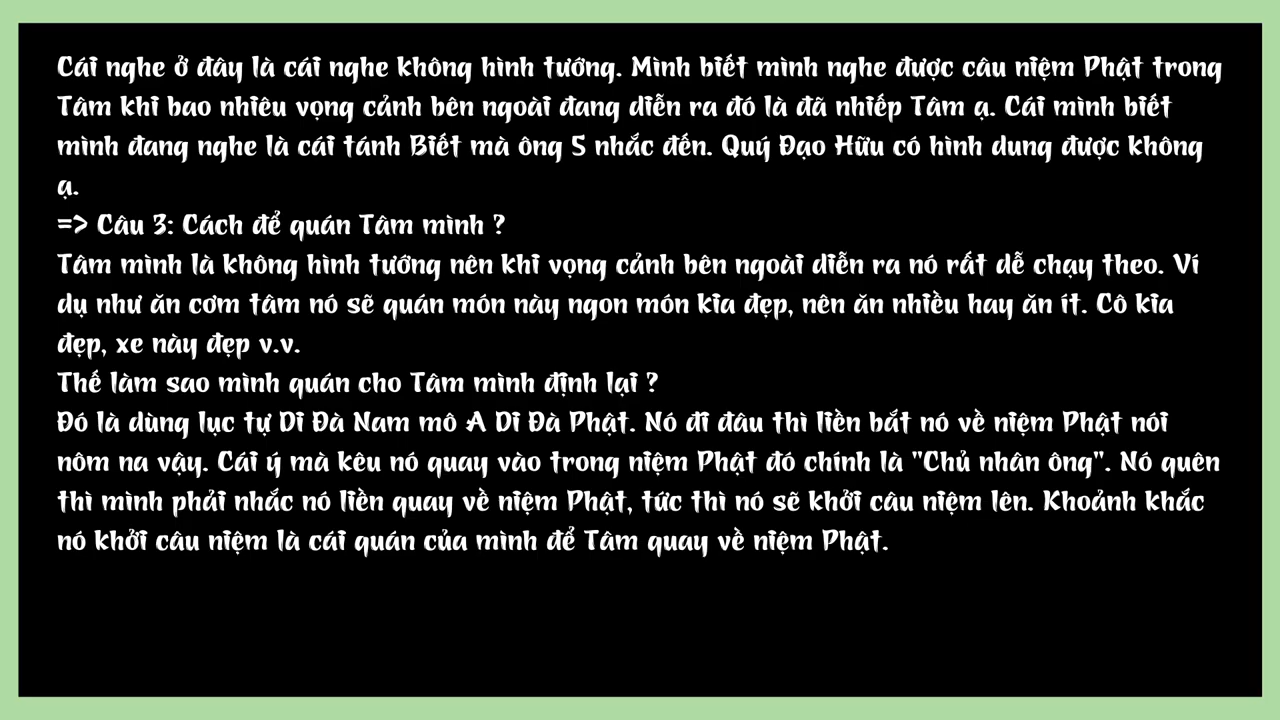 Cái nghe ở đây là cái nghe không hình tướng. Mình biết mình nghe được câu niệm Phật trong
Tâm khi bao nhiêu vọng cảnh bên ngoài đang diễn ra đó là đã nhiếp Tâm ạ. Cái mình biết
mình đang nghe là cái tánh Biết mà ông 5 nhắc đến. Quý Đạo Hữu có hình dung được không
ạ.
=> Câu 3: Cách để quán Tâm mình ?
Tâm mình là không hình tướng nên khi vọng cảnh bên ngoài diễn ra nó rất dễ chạy theo. Ví
dụ như ăn cơm tâm nó sẽ quán món này ngon món kia đẹp, nên ăn nhiều hay ăn ít. Cô kia
đẹp, xe này đẹp v.v.
Thế làm sao mình quán cho Tâm mình định lại ?
Đó là dùng lục tự Di Đà Nam mô A Di Đà Phật. Nó đi đâu thì liền bắt nó về niệm Phật nói
nôm na vậy. Cái ý mà kêu nó quay vào trong niệm Phật đó chính là "Chủ nhân ông". Nó quên
thì mình phải nhắc nó liền quay về niệm Phật, tức thì nó sẽ khởi câu niệm lên. Khoảnh khắc
nó khởi câu niệm là cái quán của mình để Tâm quay về niệm Phật.